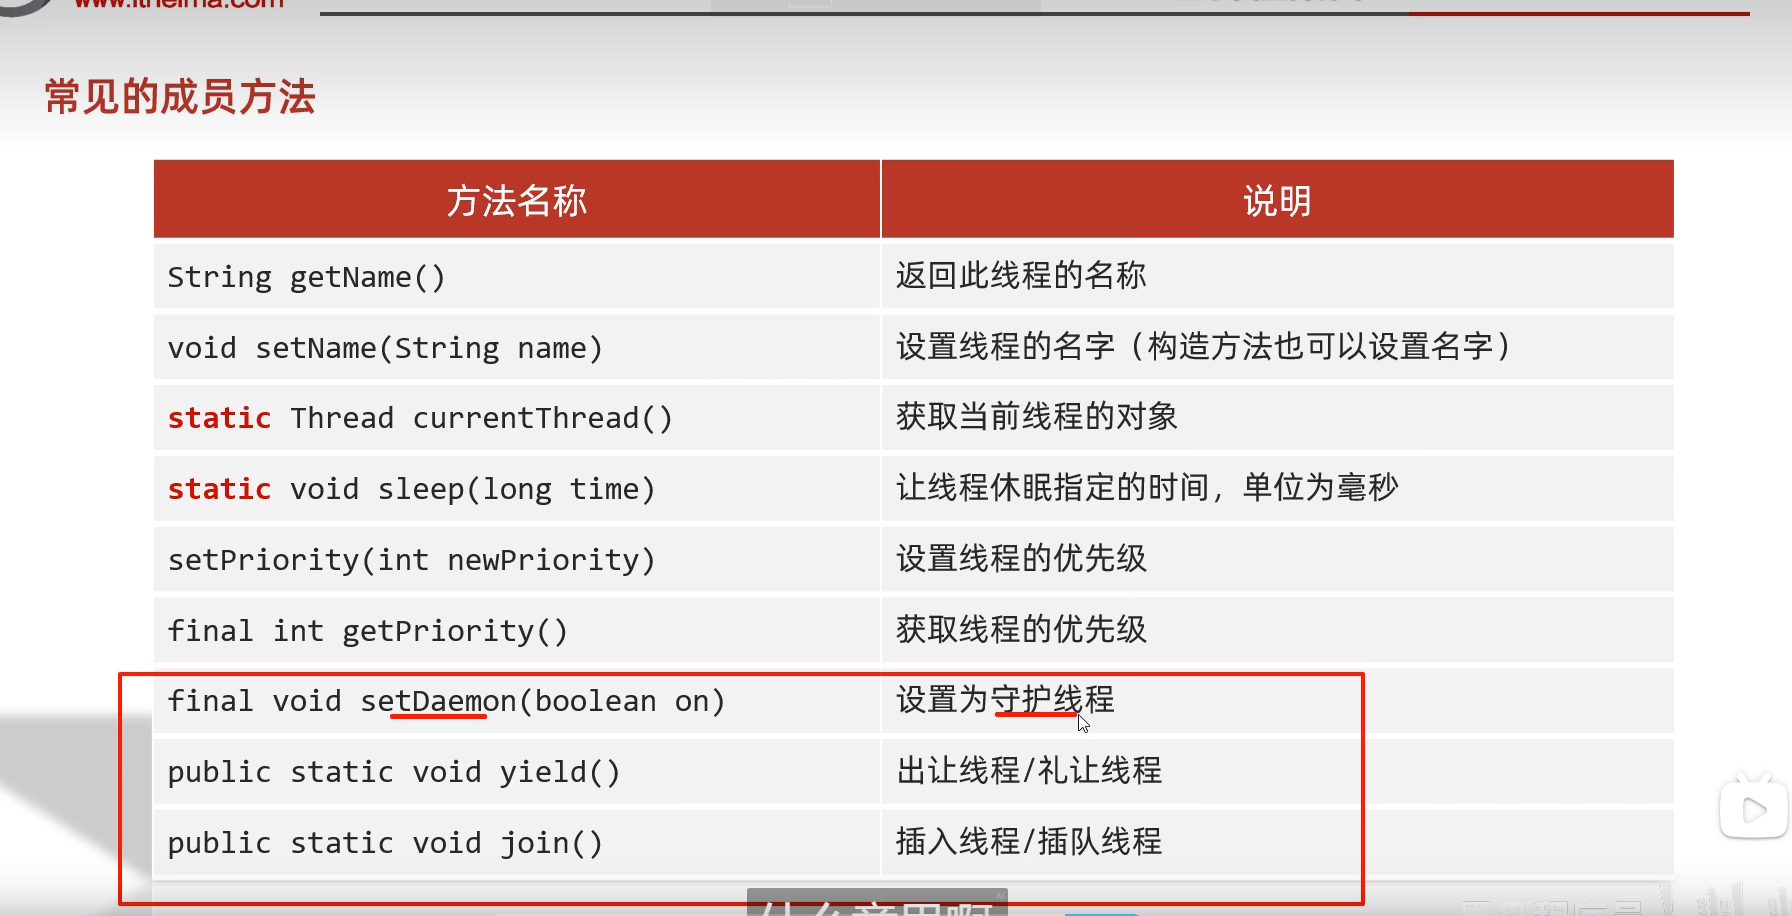 www.itheima.com
常见的成员方法
方法名称 说明
String getName() 返回此线程的名称
void setName(String name) 设置线程的名字（构造方法也可以设置名字）
static Thread currentThread() 获取当前线程的对象
static void sleep(long time) 让线程休眠指定的时间，单位为毫秒
setPriority(int newPriority) 设置线程的优先级
final int getPriority() 获取线程的优先级
final void setDaemon(boolean on) 设置为守护线程
public static void yield() 出让线程/礼让线程
public static void join() 插入线程/插队线程
AI
什么意思啊